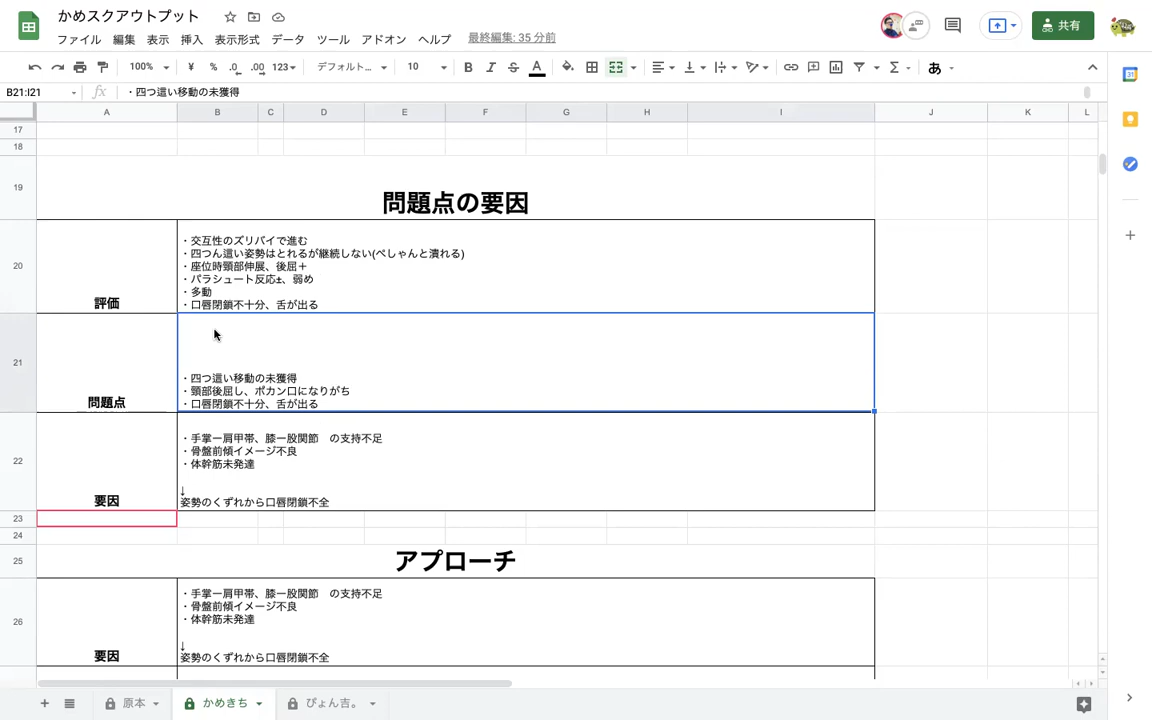 かめスクアウトプット
ファイル 編集 表示 挿入 表示形式 データ ツール アドオン ヘルプ 最終編集: 35 分前
共有
100% ¥ % .0 .00 123 デフォルト... 10 B I S A あ
B21:I21 fx ・四つ這い移動の未獲得
A B C D E F G H I J K L
17
18
19 問題点の要因
20 評価
・交互性のズリバイで進む
・四つん這い姿勢はとれるが継続しない(ぺしゃんと潰れる)
・座位時頸部伸展、後屈＋
・パラシュート反応±、弱め
・多動
・口唇閉鎖不十分、舌が出る
21 問題点
・四つ這い移動の未獲得
・頸部後屈し、ポカン口になりがち
・口唇閉鎖不十分、舌が出る
22 要因
・手掌ー肩甲帯、膝ー股関節　の支持不足
・骨盤前傾イメージ不良
・体幹筋未発達
↓
姿勢のくずれから口唇閉鎖不全
23
24
25 アプローチ
26 要因
・手掌ー肩甲帯、膝ー股関節　の支持不足
・骨盤前傾イメージ不良
・体幹筋未発達
↓
姿勢のくずれから口唇閉鎖不全
原本 かめきち ぴょん吉。
31